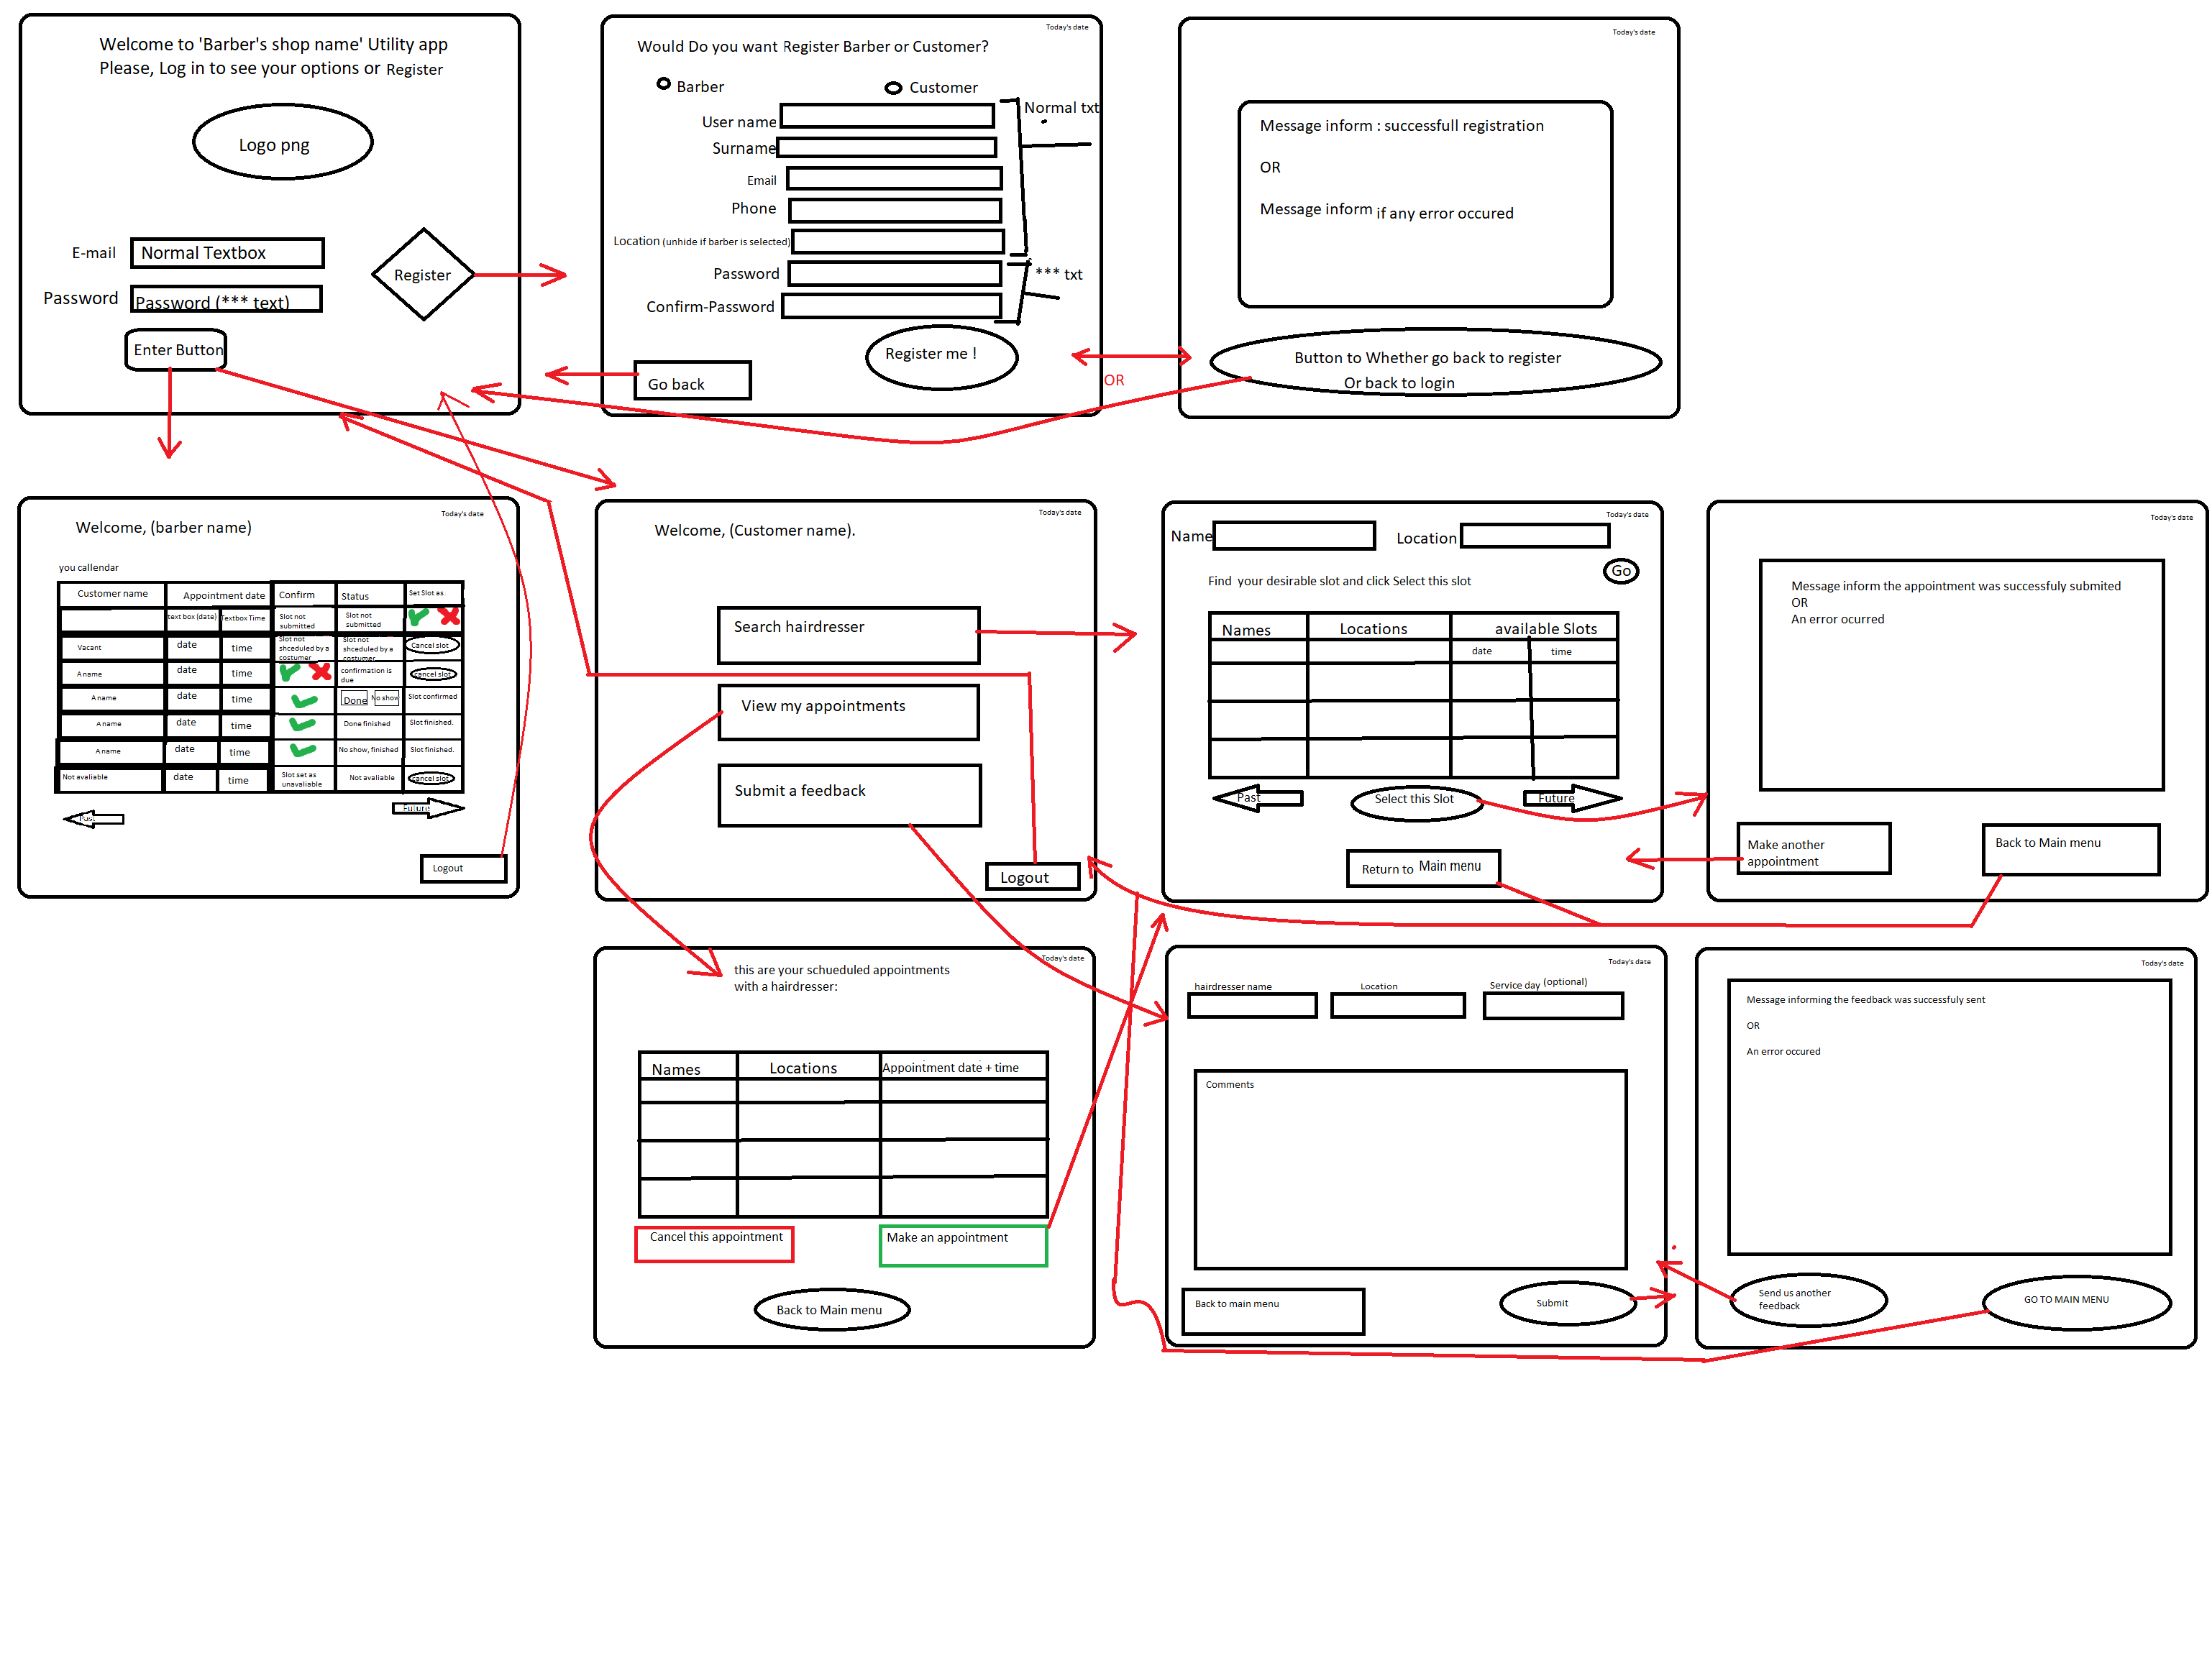 Welcome to 'Barber's shop name' Utility app
Please, Log in to see your options or Register
Logo png
E-mail
Normal Textbox
Password
Password (*** text)
Enter Button
Register
Today's date
Would Do you want Register Barber or Customer?
Barber
Customer
User name
Surname
Email
Phone
Location (unhide if barber is selected)
Password
Confirm-Password
Normal txt
*** txt
Register me !
Go back
OR
Today's date
Message inform : successfull registration
OR
Message inform if any error occured
Button to Whether go back to register
Or back to login
Today's date
Welcome, (barber name)
you callendar
Customer name
Appointment date
Confirm
Status
Set Slot as
text box (date)
Textbox Time
Slot not
submitted
Slot not
submitted
Vacant
date
time
Slot not
shceduled by a
costumer
Slot not
shceduled by a
costumer
Cancel slot
A name
date
time
confirmation is
due
cancel slot
A name
date
time
Done
No show
Slot confirmed
A name
date
time
Done finished
Slot finished.
A name
date
time
No show, finished
Slot finished.
Not avaliable
date
time
Slot set as
unavaliable
Not avaliable
cancel slot
Past
Future
Logout
Today's date
Welcome, (Customer name).
Search hairdresser
View my appointments
Submit a feedback
Logout
Today's date
Name
Location
Go
Find your desirable slot and click Select this slot
Names
Locations
available Slots
date
time
Past
Select this Slot
Future
Return to Main menu
Today's date
Message inform the appointment was successfuly submited
OR
An error ocurred
Make another
appointment
Back to Main menu
Today's date
this are your schueduled appointments
with a hairdresser:
Names
Locations
Appointment date + time
Cancel this appointment
Make an appointment
Back to Main menu
Today's date
hairdresser name
Location
Service day (optional)
Comments
Back to main menu
Submit
Today's date
Message informing the feedback was successfuly sent
OR
An error occured
Send us another
feedback
GO TO MAIN MENU